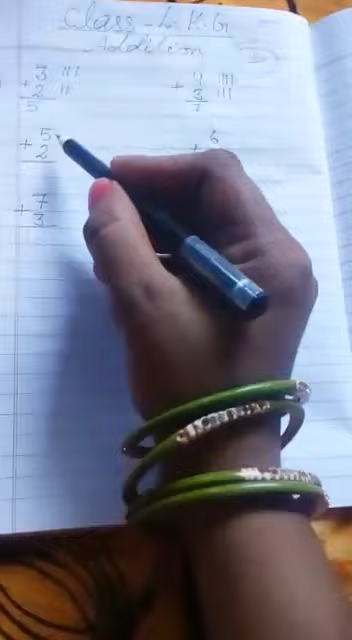 Class - L.K.G
Addition
3 ///
+ 2 //
5
4 ////
+ 3 ///
7
5
+ 2
6
+
7
+ 3